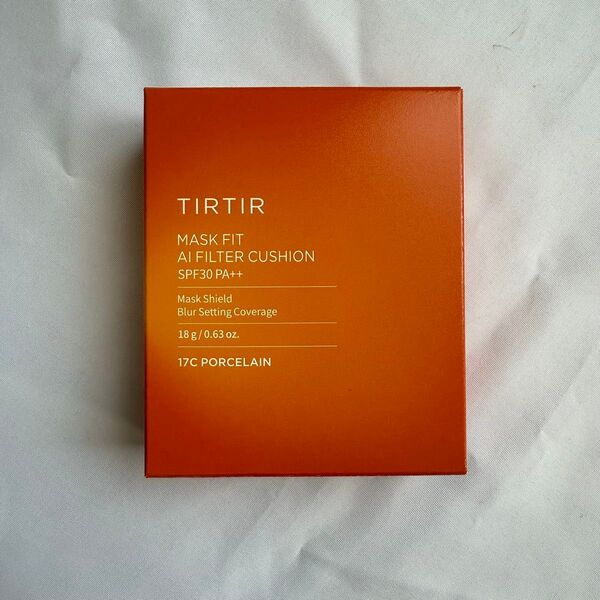 TIRTIR
MASK FIT
AI FILTER CUSHION
SPF30 PA++
Mask Shield
Blur Setting Coverage
18 g / 0.63 oz.
17C PORCELAIN